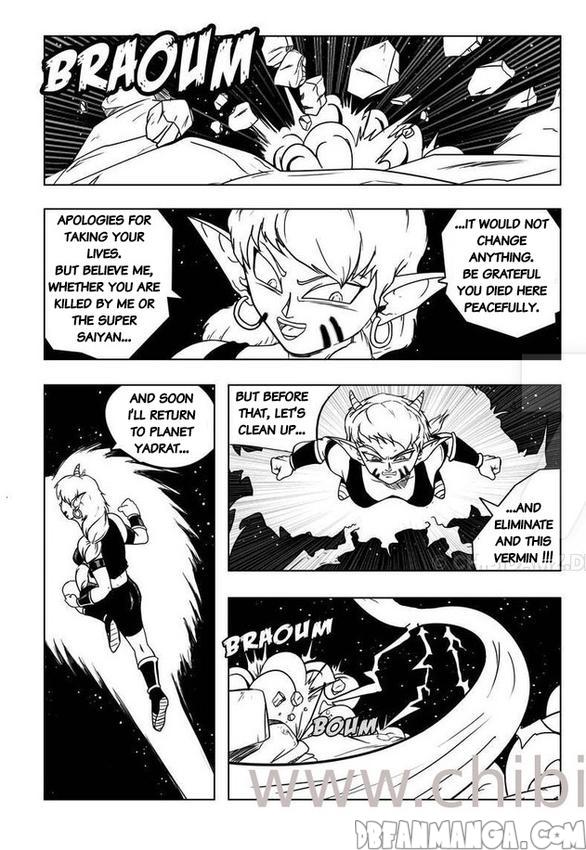 BRAOUM
APOLOGIES FOR
TAKING YOUR
LIVES.
BUT BELIEVE ME,
WHETHER YOU ARE
KILLED BY ME OR
THE SUPER
SAIYAN...
...IT WOULD NOT
CHANGE
ANYTHING.
BE GRATEFUL
YOU DIED HERE
PEACEFULLY.
AND SOON
I'LL RETURN
TO PLANET
YADRAT...
BUT BEFORE
THAT, LET'S
CLEAN UP...
...AND
ELIMINATE
AND THIS
VERMIN !!!
BRAOUM
BOUM
www.chibi
DBFANMANGA.COM